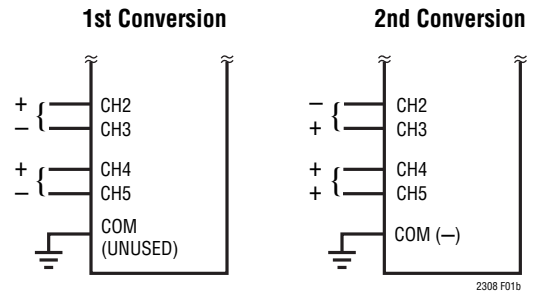 1st Conversion
+ { CH2
– CH3
+ { CH4
– CH5
COM
(UNUSED)
2nd Conversion
– { CH2
+ CH3
+ { CH4
+ CH5
COM (–)
2308 F01b